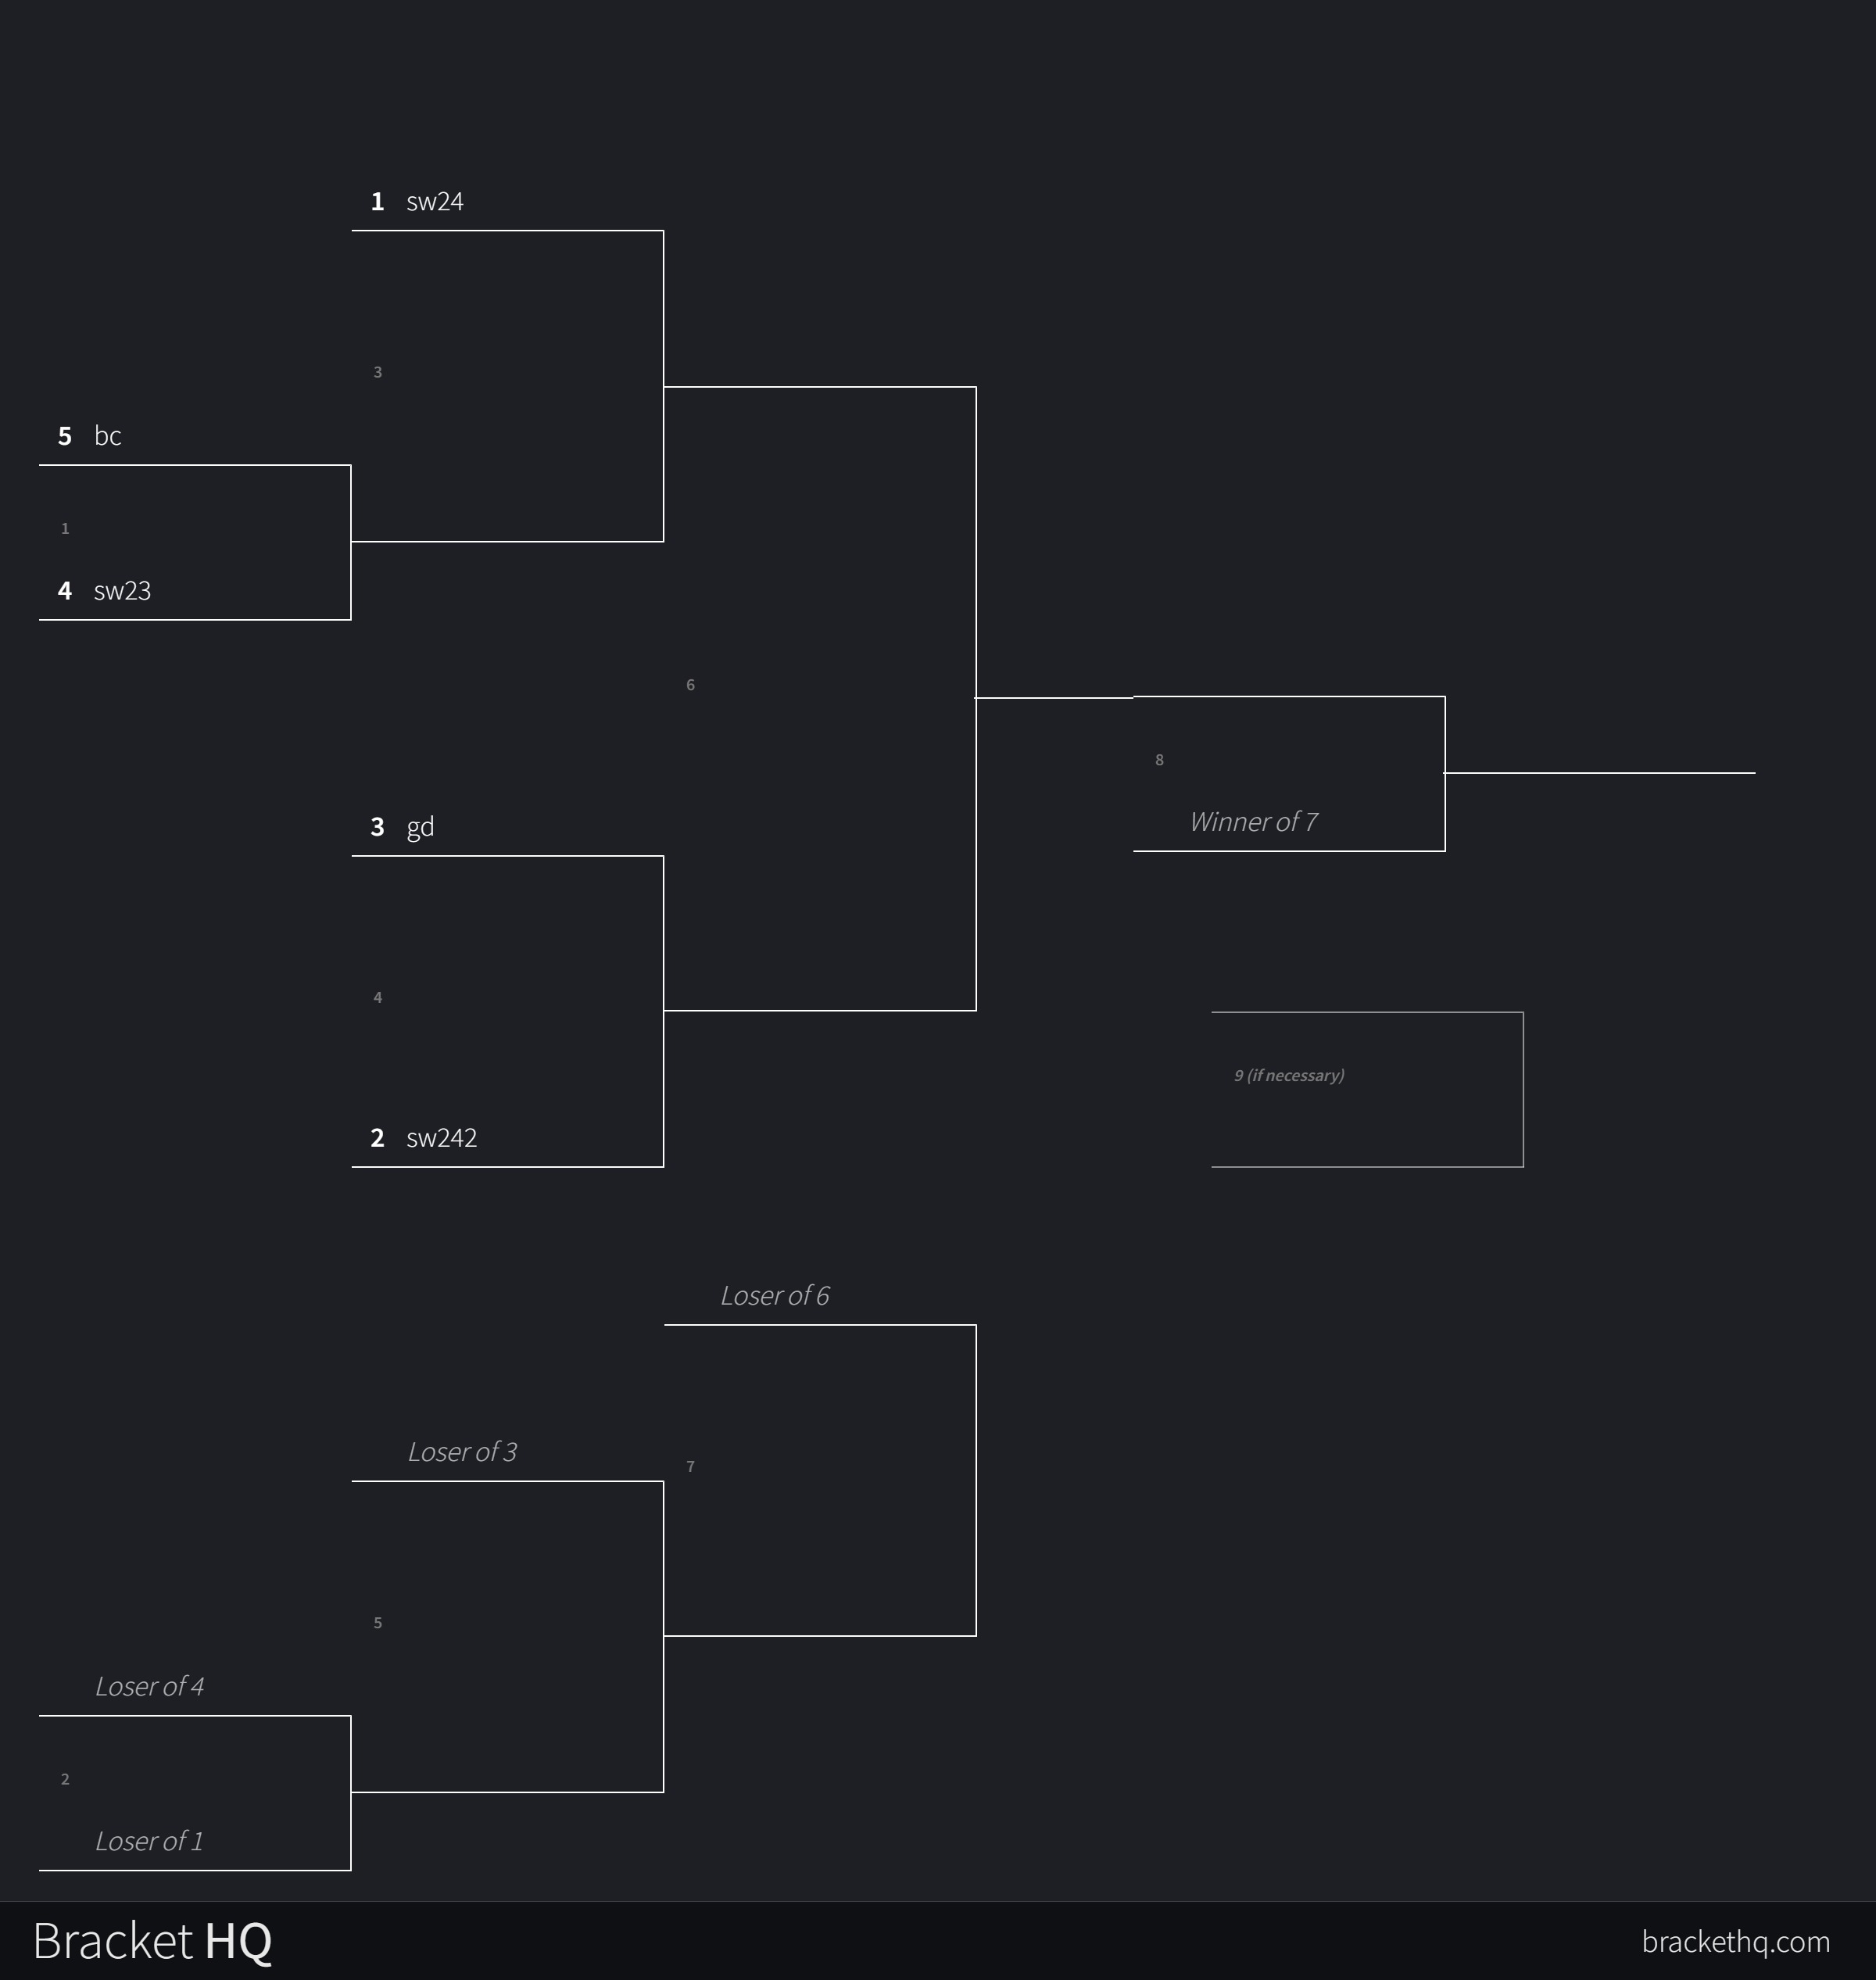 1 sw24
3
5 bc
1
4 sw23
6
8
Winner of 7
3 gd
4
9 (if necessary)
2 sw242
Loser of 6
Loser of 3
7
5
Loser of 4
2
Loser of 1
Bracket HQ
brackethq.com